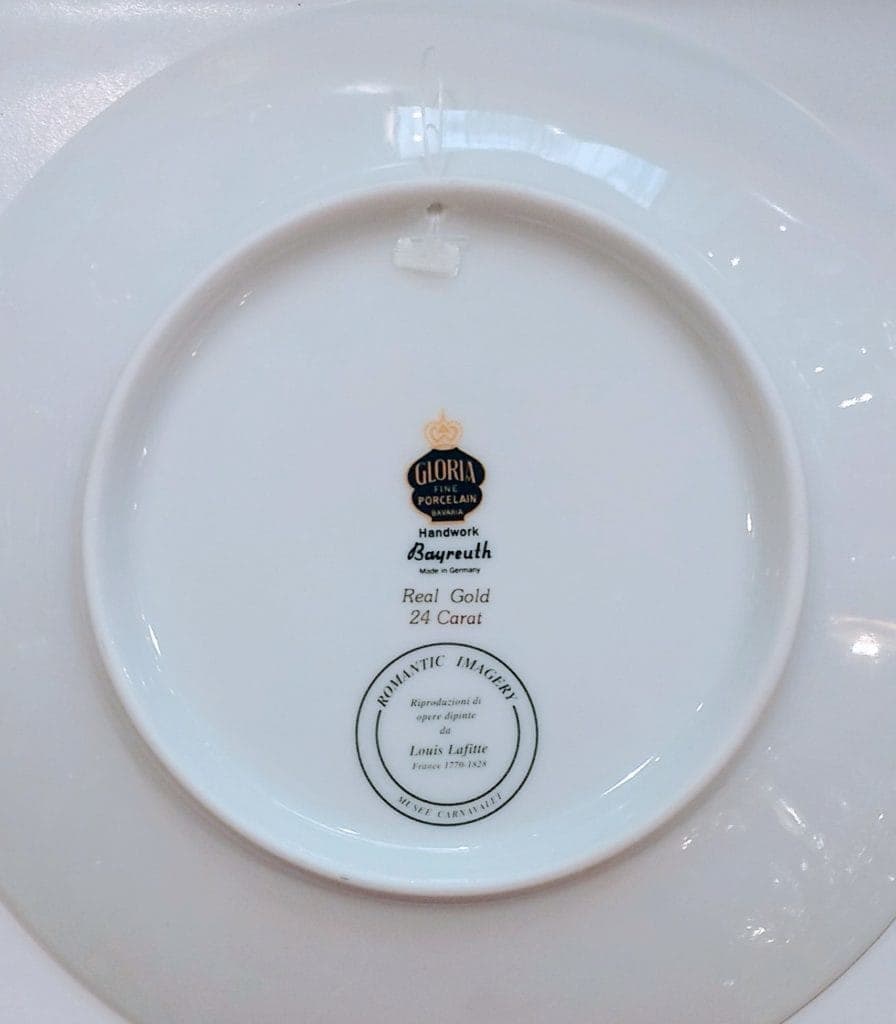 GLORIA
FINE
PORCELAIN
BAVARIA
Handwork
Bayreuth
Made in Germany
Real Gold
24 Carat
ROMANTIC IMAGERY
Riproduzioni di
opere dipinte
da
Louis Lafitte
France 1770-1828
MUSEE CARNAVALET